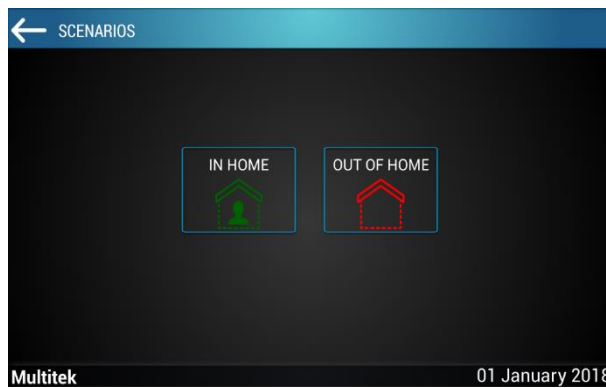 SCENARIOS
IN HOME
OUT OF HOME
Multitek
01 January 2018